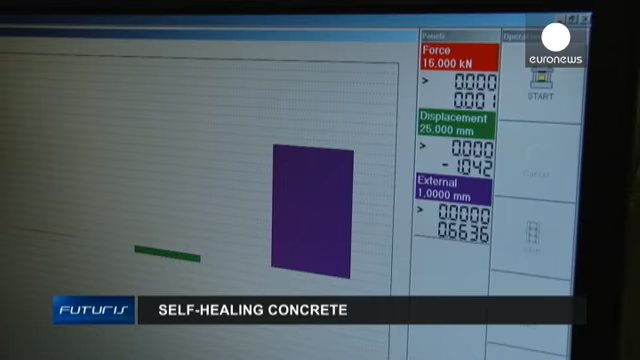 Panels
Force
15.000 kN
> 0.000
0.001
Displacement
25.000 mm
> 0.000
-1.042
External
1.0000 mm
> 0.0000
0.6636
START
euronews
FUTURIS
SELF-HEALING CONCRETE